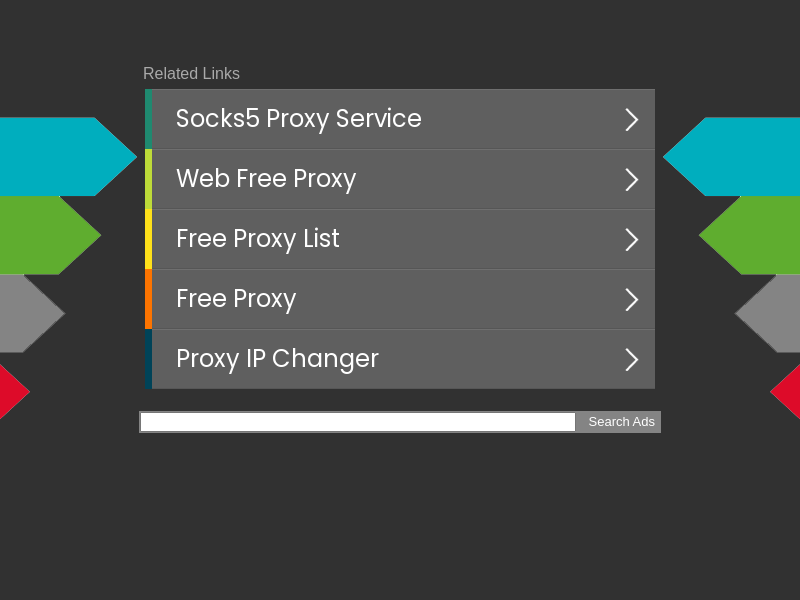 Related Links
Socks5 Proxy Service
Web Free Proxy
Free Proxy List
Free Proxy
Proxy IP Changer
Search Ads